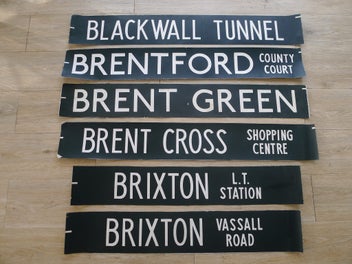 BLACKWALL TUNNEL
BRENTFORD COUNTY COURT
BRENT GREEN
BRENT CROSS SHOPPING CENTRE
BRIXTON L.T. STATION
BRIXTON VASSALL ROAD